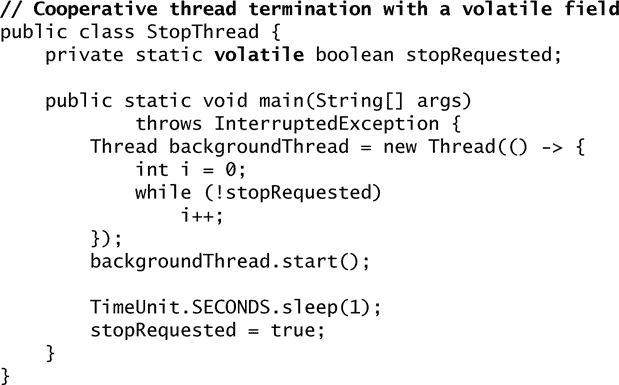 // Cooperative thread termination with a volatile field
public class StopThread {
    private static volatile boolean stopRequested;

    public static void main(String[] args)
            throws InterruptedException {
        Thread backgroundThread = new Thread(() -> {
            int i = 0;
            while (!stopRequested)
                i++;
        });
        backgroundThread.start();

        TimeUnit.SECONDS.sleep(1);
        stopRequested = true;
    }
}